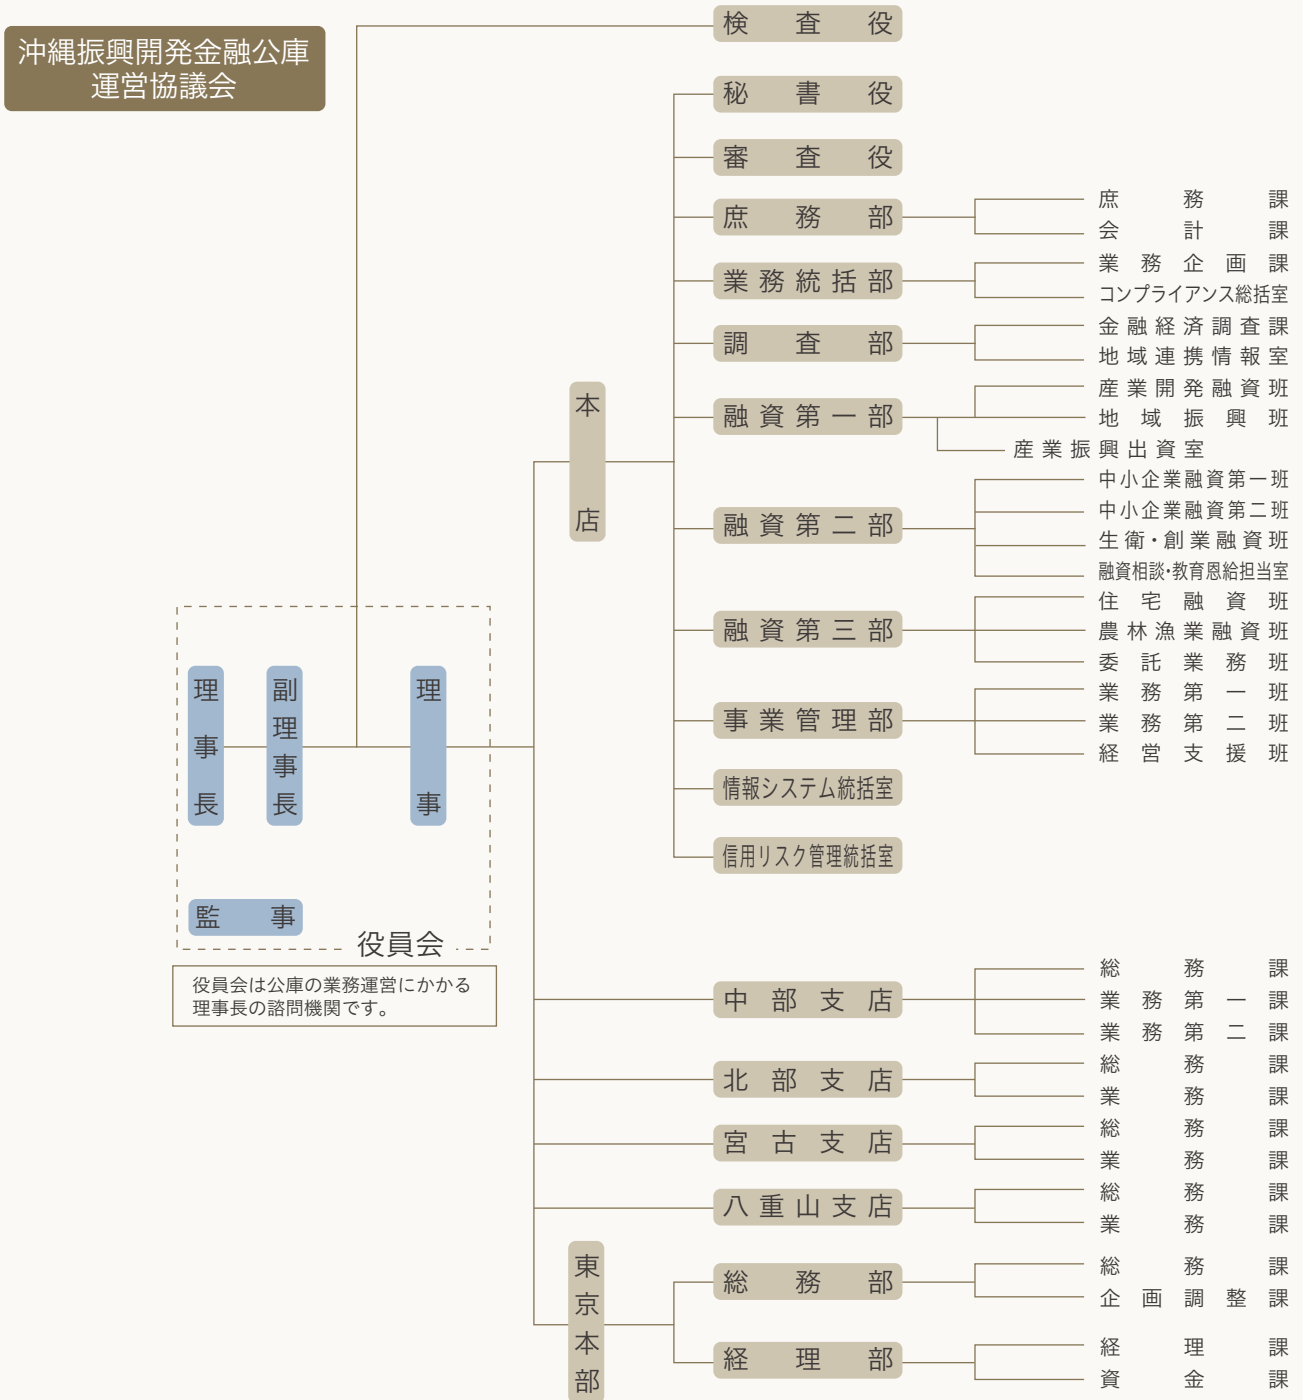 沖縄振興開発金融公庫
運営協議会
検査役
秘書役
審査役
庶務部
庶務課
会計課
業務統括部
業務企画課
コンプライアンス総括室
調査部
金融経済調査課
地域連携情報室
本店
融資第一部
産業開発融資班
地域振興班
産業振興出資室
融資第二部
中小企業融資第一班
中小企業融資第二班
生衛・創業融資班
融資相談・教育恩給担当室
融資第三部
住宅融資班
農林漁業融資班
委託業務班
事業管理部
業務第一班
業務第二班
経営支援班
情報システム統括室
信用リスク管理統括室
理事長
副理事長
理事
監事
役員会
役員会は公庫の業務運営にかかる
理事長の諮問機関です。
中部支店
総務課
業務第一課
業務第二課
北部支店
総務課
業務課
宮古支店
総務課
業務課
八重山支店
総務課
業務課
東京本部
総務部
総務課
企画調整課
経理部
経理課
資金課